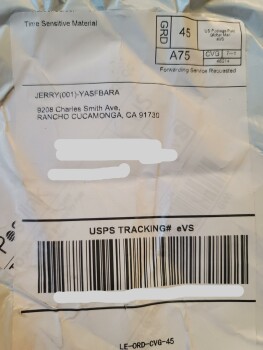 Time Sensitive Material
GRD
45
A75
CVG
Forwarding Service Requested
JERRY(001)-YASFBARA
9208 Charles Smith Ave,
RANCHO CUCAMONGA, CA 91730
USPS TRACKING# eVS
LE-ORD-CVG-45